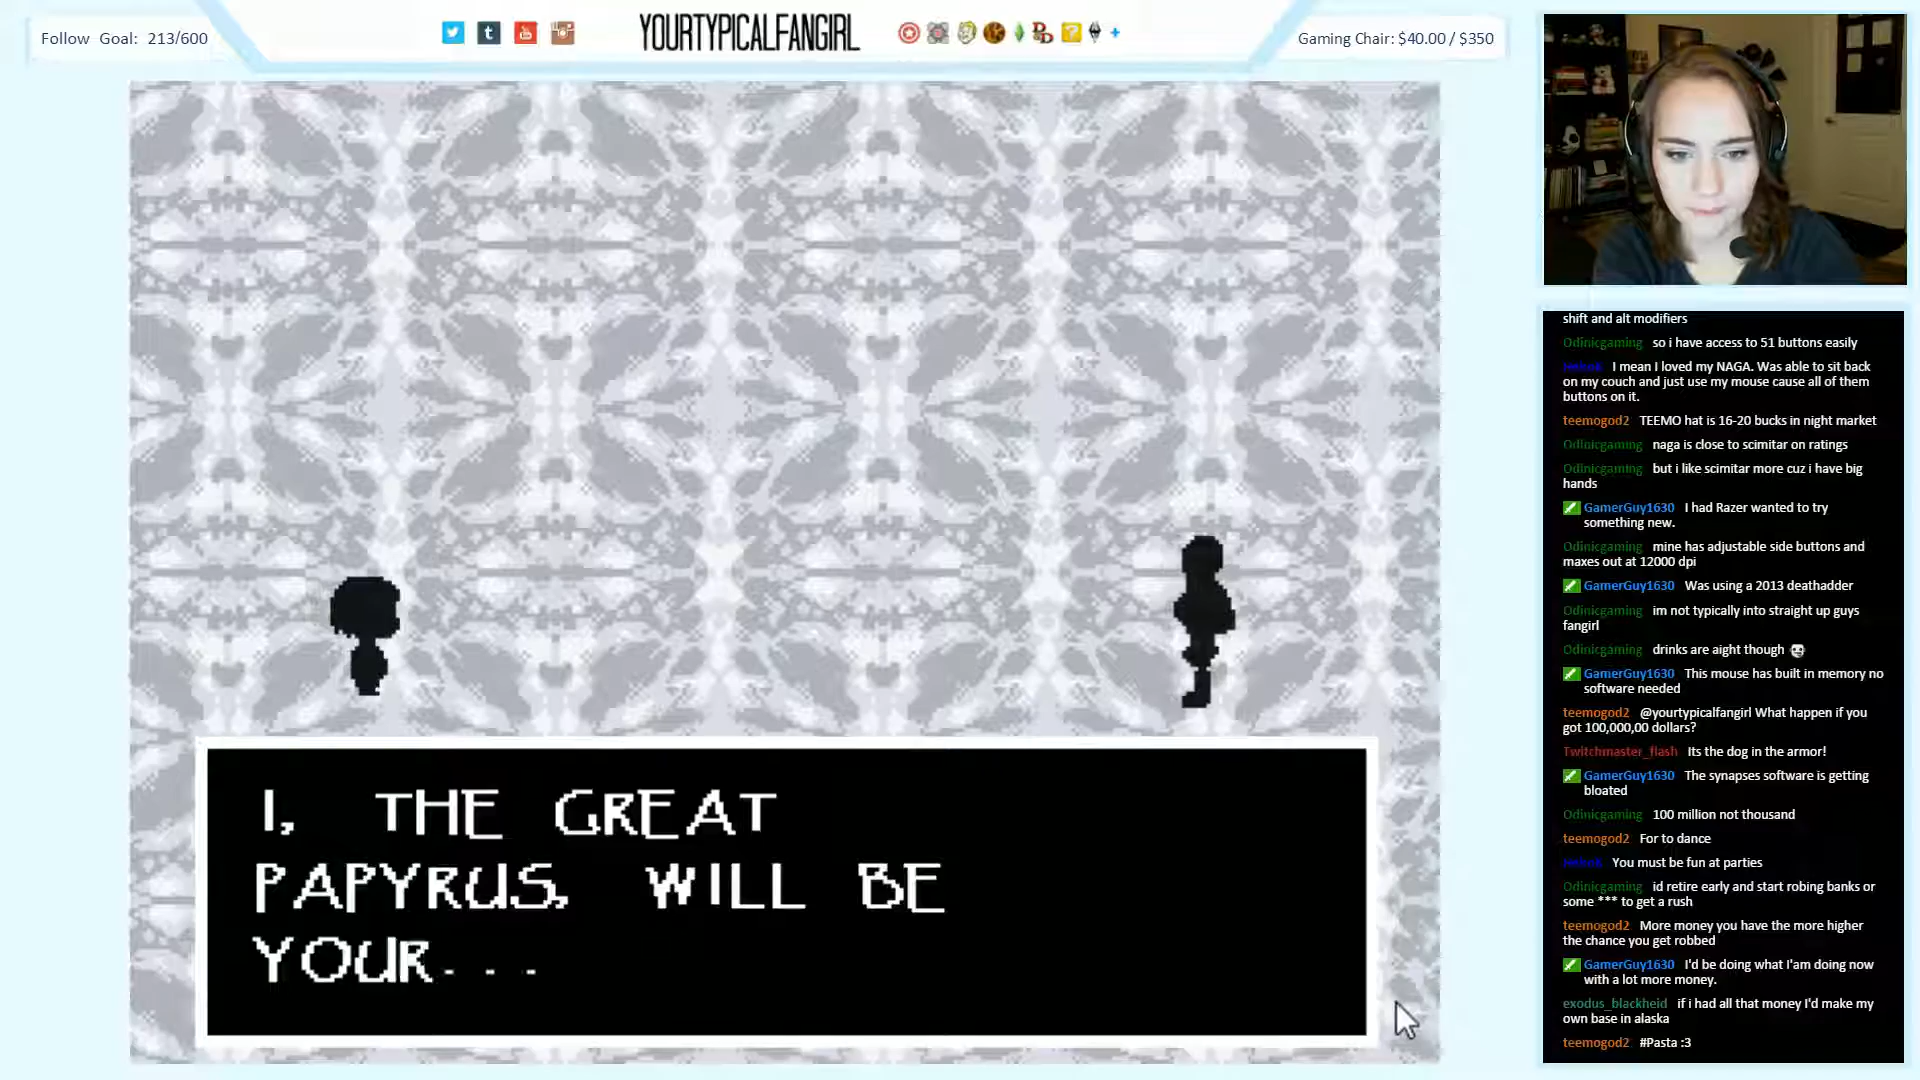 Follow Goal: 213/600
YOURTYPICALFANGIRL
Gaming Chair: $40.00 / $350
I, THE GREAT
PAPYRUS, WILL BE
YOUR...
shift and alt modifiers
Odinicgaming so i have access to 51 buttons easily
I mean I loved my NAGA. Was able to sit back
on my couch and just use my mouse cause all of them
buttons on it.
teemogod2 TEEMO hat is 16-20 bucks in night market
Odinicgaming naga is close to scimitar on ratings
Odinicgaming but i like scimitar more cuz i have big
hands
GamerGuy1630 I had Razer wanted to try
something new.
Odinicgaming mine has adjustable side buttons and
maxes out at 12000 dpi
GamerGuy1630 Was using a 2013 deathadder
Odinicgaming im not typically into straight up guys
fangirl
Odinicgaming drinks are aight though
GamerGuy1630 This mouse has built in memory no
software needed
teemogod2 @yourtypicalfangirl What happen if you
got 100,000,00 dollars?
Twitchmaster_flash Its the dog in the armor!
GamerGuy1630 The synapses software is getting
bloated
Odinicgaming 100 million not thousand
teemogod2 For to dance
You must be fun at parties
Odinicgaming id retire early and start robing banks or
some *** to get a rush
teemogod2 More money you have the more higher
the chance you get robbed
GamerGuy1630 I'd be doing what I'am doing now
with a lot more money.
exodus_blackheid if i had all that money I'd make my
own base in alaska
teemogod2 #Pasta :3